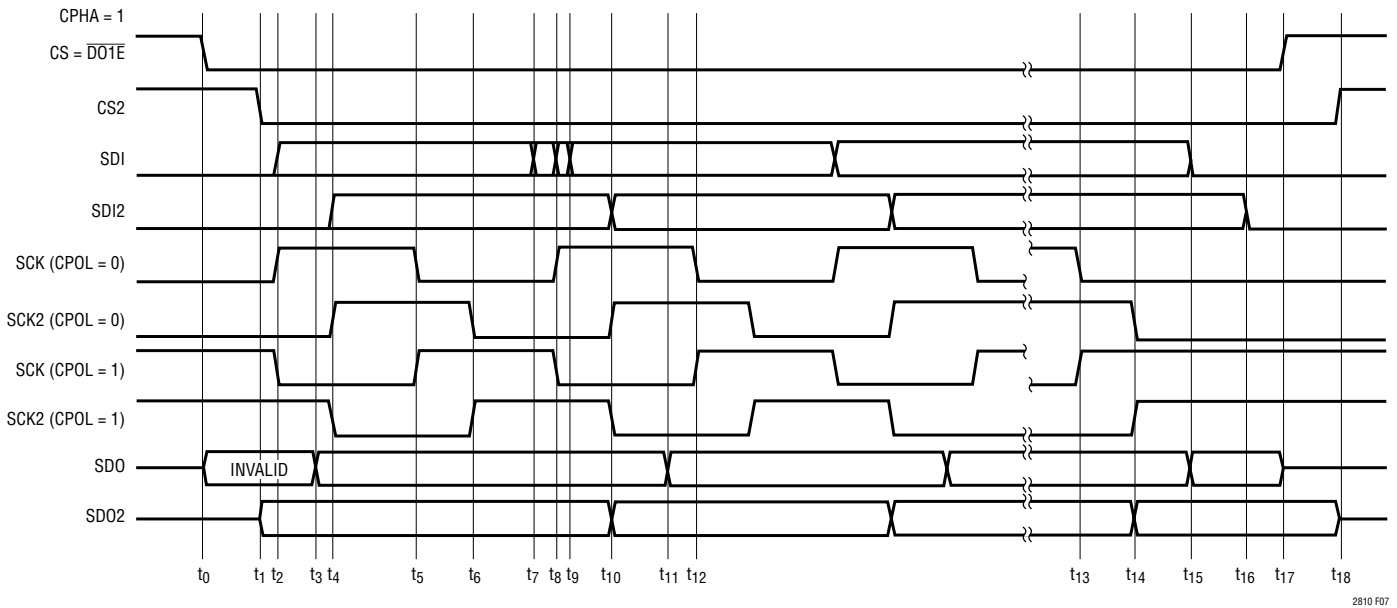 CPHA = 1
CS = DO1E
CS2
SDI
SDI2
SCK (CPOL = 0)
SCK2 (CPOL = 0)
SCK (CPOL = 1)
SCK2 (CPOL = 1)
SDO INVALID
SDO2
t0 t1 t2 t3 t4 t5 t6 t7 t8 t9 t10 t11 t12 t13 t14 t15 t16 t17 t18
2810 F07